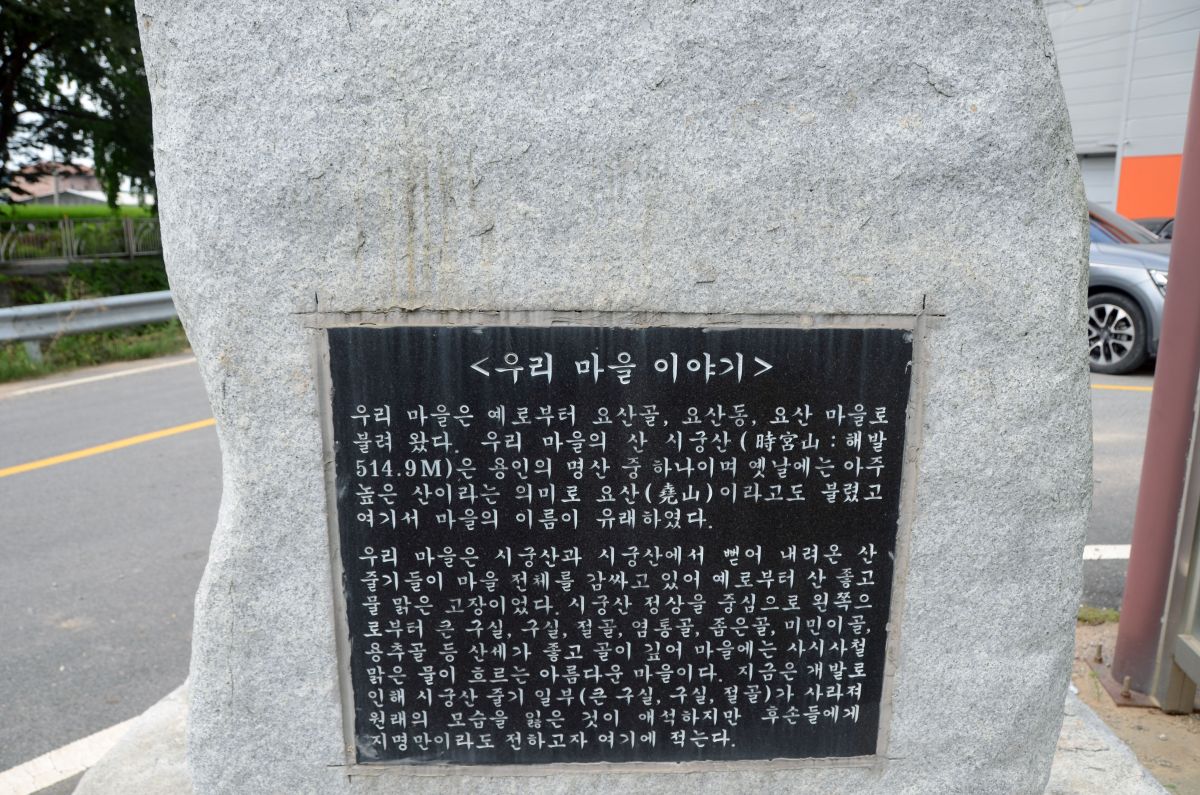 <우리 마을 이야기>
우리 마을은 예로부터 요산골, 요산동, 요산 마을로
불려 왔다. 우리 마을의 산 시궁산(時宮山:해발
514.9M)은 용인의 명산 중 하나이며 옛날에는 아주
높은 산이라는 의미로 요산(堯山)이라고도 불렸고
여기서 마을의 이름이 유래하였다.
우리 마을은 시궁산과 시궁산에서 뻗어 내려온 산
줄기들이 마을 전체를 감싸고 있어 예로부터 산 좋고
물 맑은 고장이었다. 시궁산 정상을 중심으로 왼쪽으
로부터 큰 구실, 구실, 절골, 염통골, 좁은골, 미민이골,
용추골 등 산세가 좋고 골이 깊어 마을에는 사시사철
맑은 물이 흐르는 아름다운 마을이다. 지금은 개발로
인해 시궁산 줄기 일부(큰 구실, 구실, 절골)가 사라져
원래의 모습을 잃은 것이 애석하지만 후손들에게
지명만이라도 전하고자 여기에 적는다.